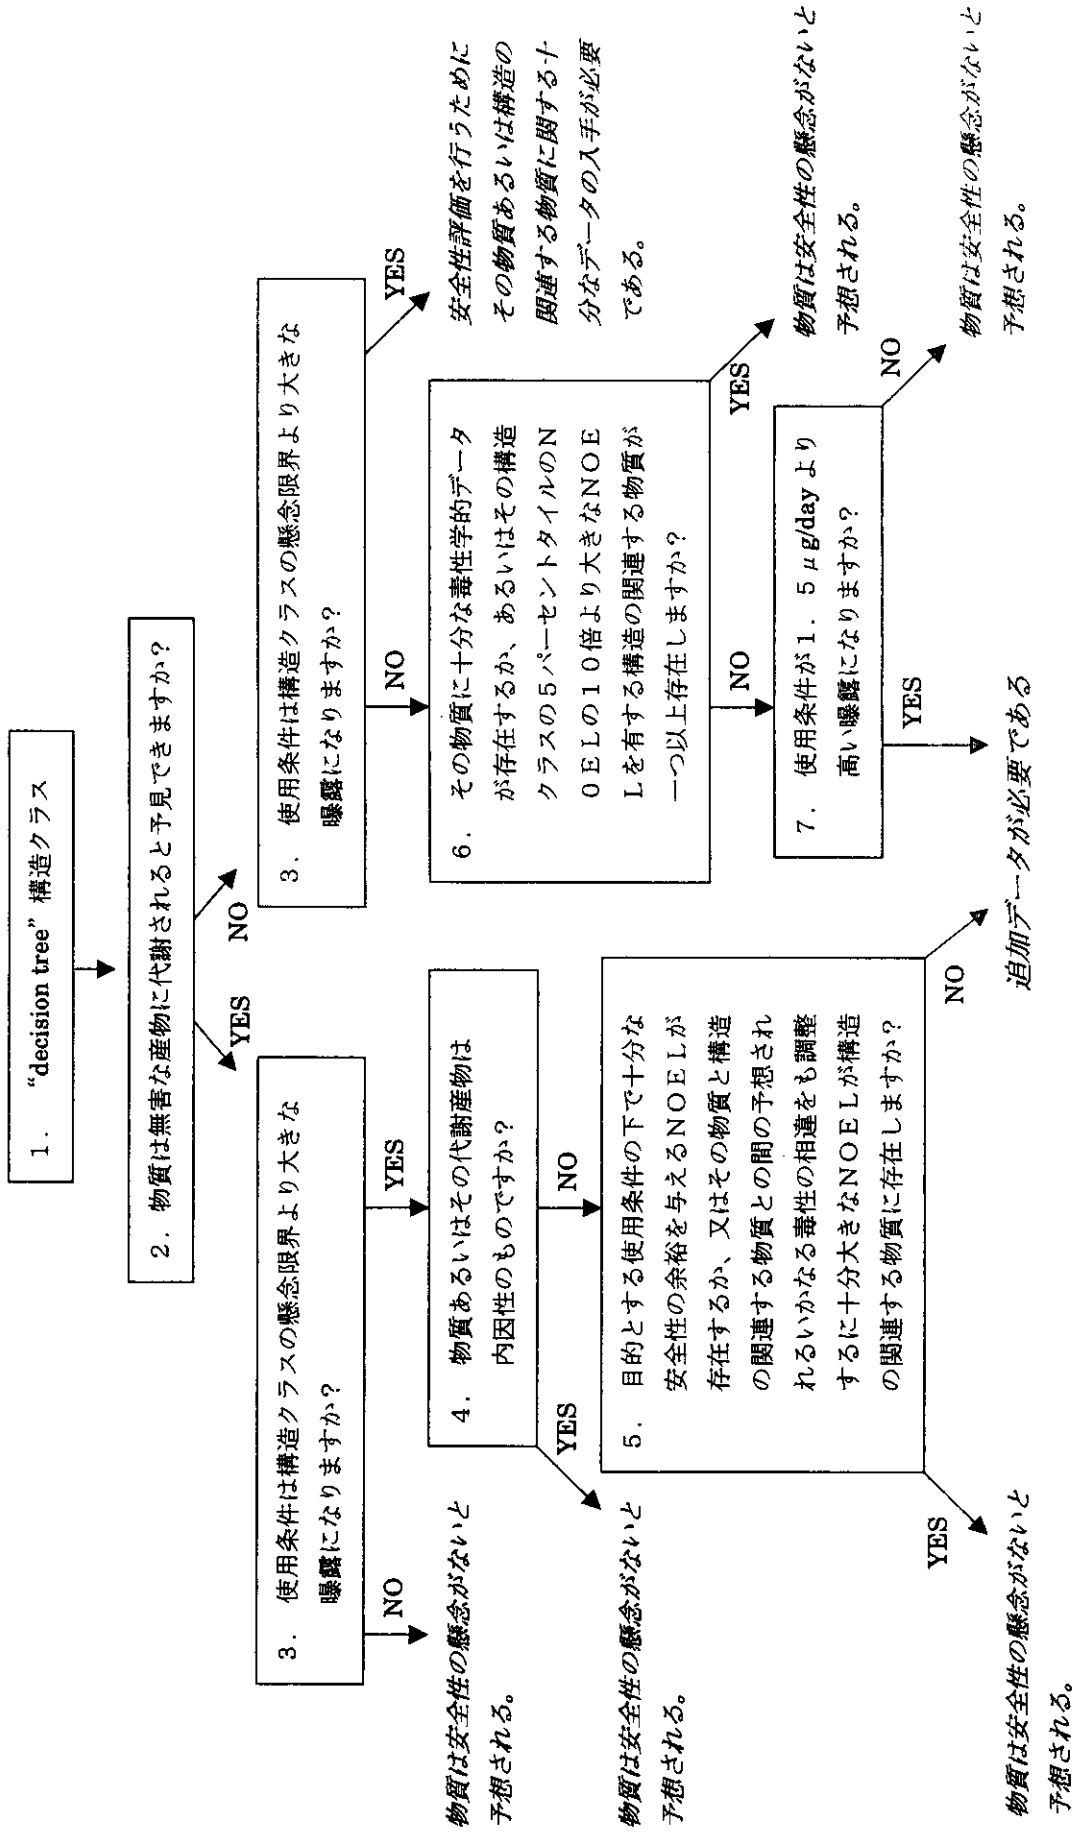 1.　“decision tree” 構造クラス
2. 物質は無害な産物に代謝されると予見できますか?
YES
NO
3.　使用条件は構造クラスの懸念限界より大きな
曝露になりますか?
3.　使用条件は構造クラスの懸念限界より大きな
曝露になりますか?
NO
YES
NO
YES
物質は安全性の懸念がないと
予想される。
4.　物質あるいはその代謝産物は
内因性のものですか?
6.　その物質に十分な毒性学的データ
が存在するか、あるいはその構造
クラスの5パーセントタイルのN
OELの10倍より大きなNOE
Lを有する構造の関連する物質が
一つ以上存在しますか?
安全性評価を行うために
その物質あるいは構造の
関連する物質に関する十
分なデータの入手が必要
である。
YES
NO
NO
YES
物質は安全性の懸念がないと
予想される。
5.　目的とする使用条件の下で十分な
安全性の余裕を与えるNOELが
存在するか、又はその物質と構造
の関連する物質との間の予想され
れるいかなる毒性の相違をも調整
するに十分大きなNOELが構造
の関連する物質に存在しますか?
7.　使用条件が1.5μg/dayより
高い曝露になりますか?
物質は安全性の懸念がないと
予想される。
YES
NO
YES
NO
物質は安全性の懸念がないと
予想される。
追加データが必要である
物質は安全性の懸念がないと
予想される。